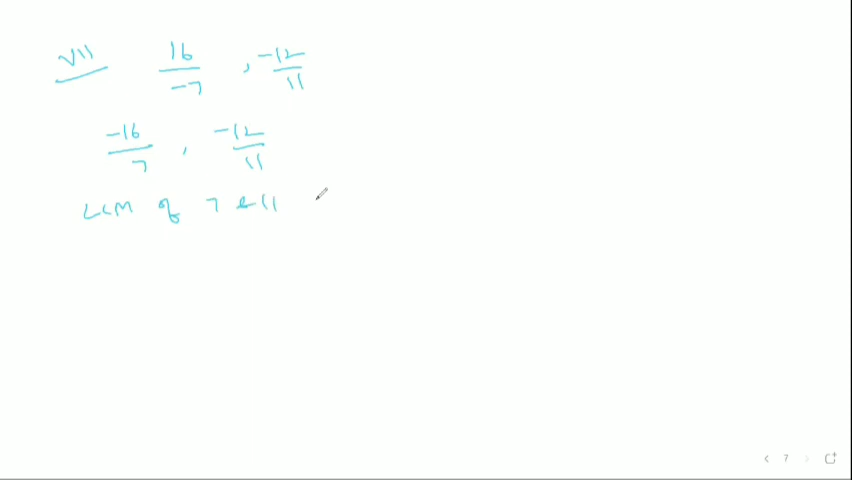 VII 16/-7 , -12/11
-16/7 , -12/11
LCM of 7 & 11
7